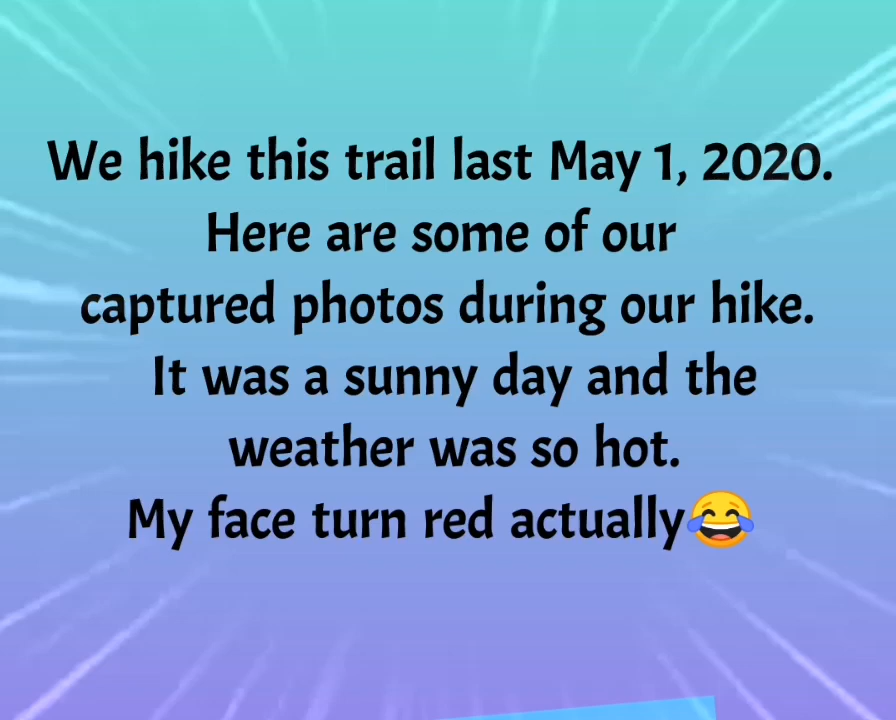 We hike this trail last May 1, 2020.
Here are some of our
captured photos during our hike.
It was a sunny day and the
weather was so hot.
My face turn red actually😂